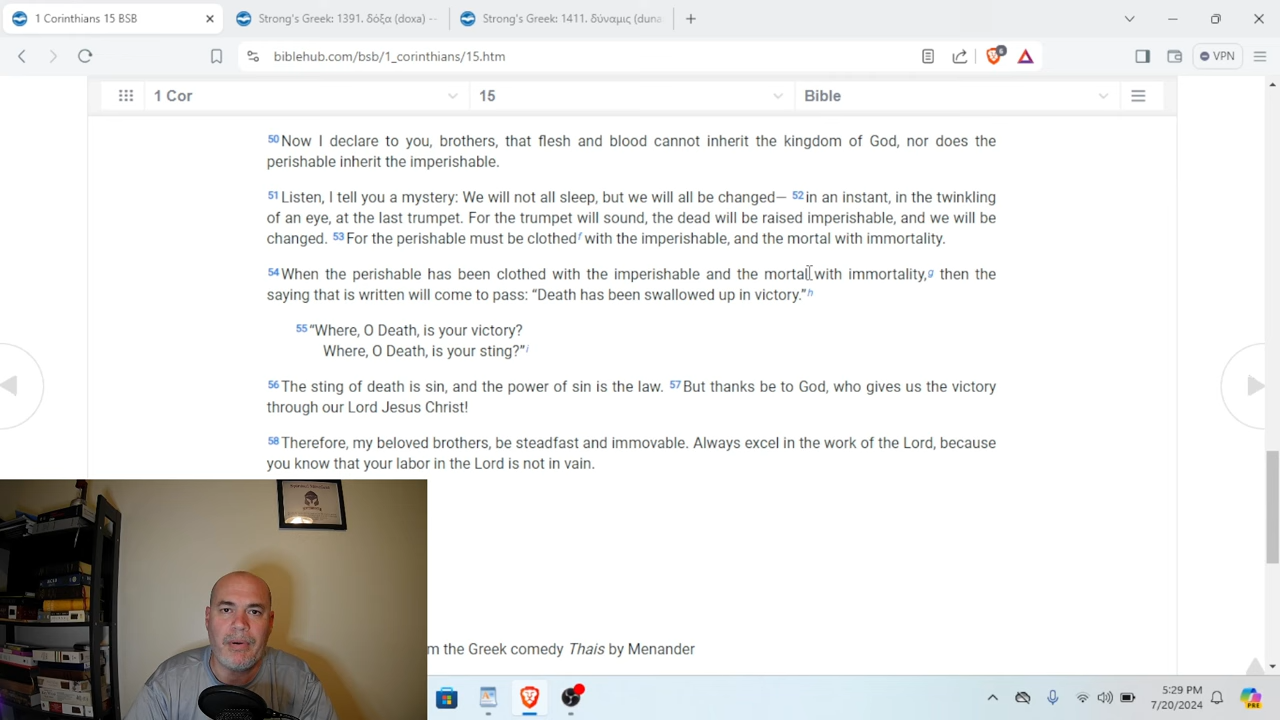 1 Corinthians 15 BSB
Strong's Greek: 1391. δόξα (doxa) --
Strong's Greek: 1411. δύναμις (duna
biblehub.com/bsb/1_corinthians/15.htm
6
VPN
1 Cor
15
Bible
50 Now I declare to you, brothers, that flesh and blood cannot inherit the kingdom of God, nor does the
perishable inherit the imperishable.
51 Listen, I tell you a mystery: We will not all sleep, but we will all be changed— 52 in an instant, in the twinkling
of an eye, at the last trumpet. For the trumpet will sound, the dead will be raised imperishable, and we will be
changed. 53 For the perishable must be clothed f with the imperishable, and the mortal with immortality.
54 When the perishable has been clothed with the imperishable and the mortal with immortality, g then the
saying that is written will come to pass: “Death has been swallowed up in victory.” h
55 “Where, O Death, is your victory?
Where, O Death, is your sting?” i
56 The sting of death is sin, and the power of sin is the law. 57 But thanks be to God, who gives us the victory
through our Lord Jesus Christ!
58 Therefore, my beloved brothers, be steadfast and immovable. Always excel in the work of the Lord, because
you know that your labor in the Lord is not in vain.
m the Greek comedy Thais by Menander
5:29 PM
7/20/2024
PRE